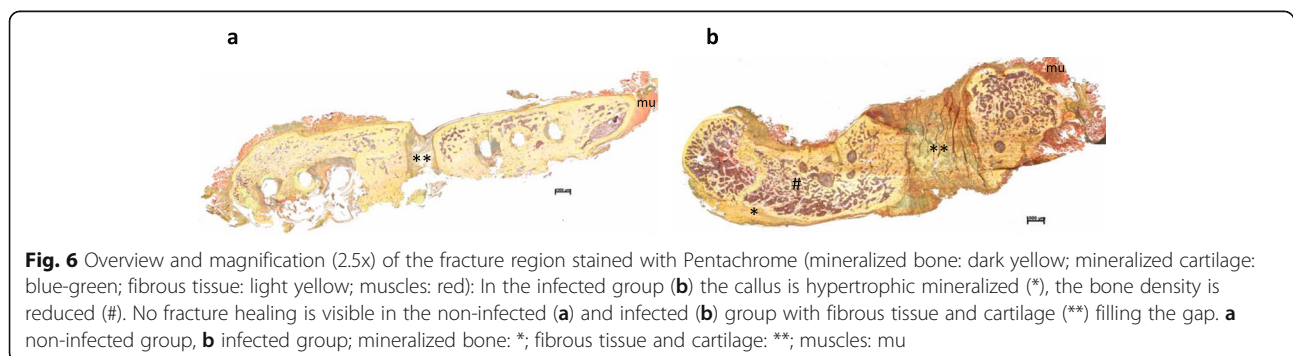 a
b
mu
**
mu
**
#
*
Fig. 6 Overview and magnification (2.5x) of the fracture region stained with Pentachrome (mineralized bone: dark yellow; mineralized cartilage:
blue-green; fibrous tissue: light yellow; muscles: red): In the infected group (b) the callus is hypertrophic mineralized (*), the bone density is
reduced (#). No fracture healing is visible in the non-infected (a) and infected (b) group with fibrous tissue and cartilage (**) filling the gap. a
non-infected group, b infected group; mineralized bone: *; fibrous tissue and cartilage: **; muscles: mu